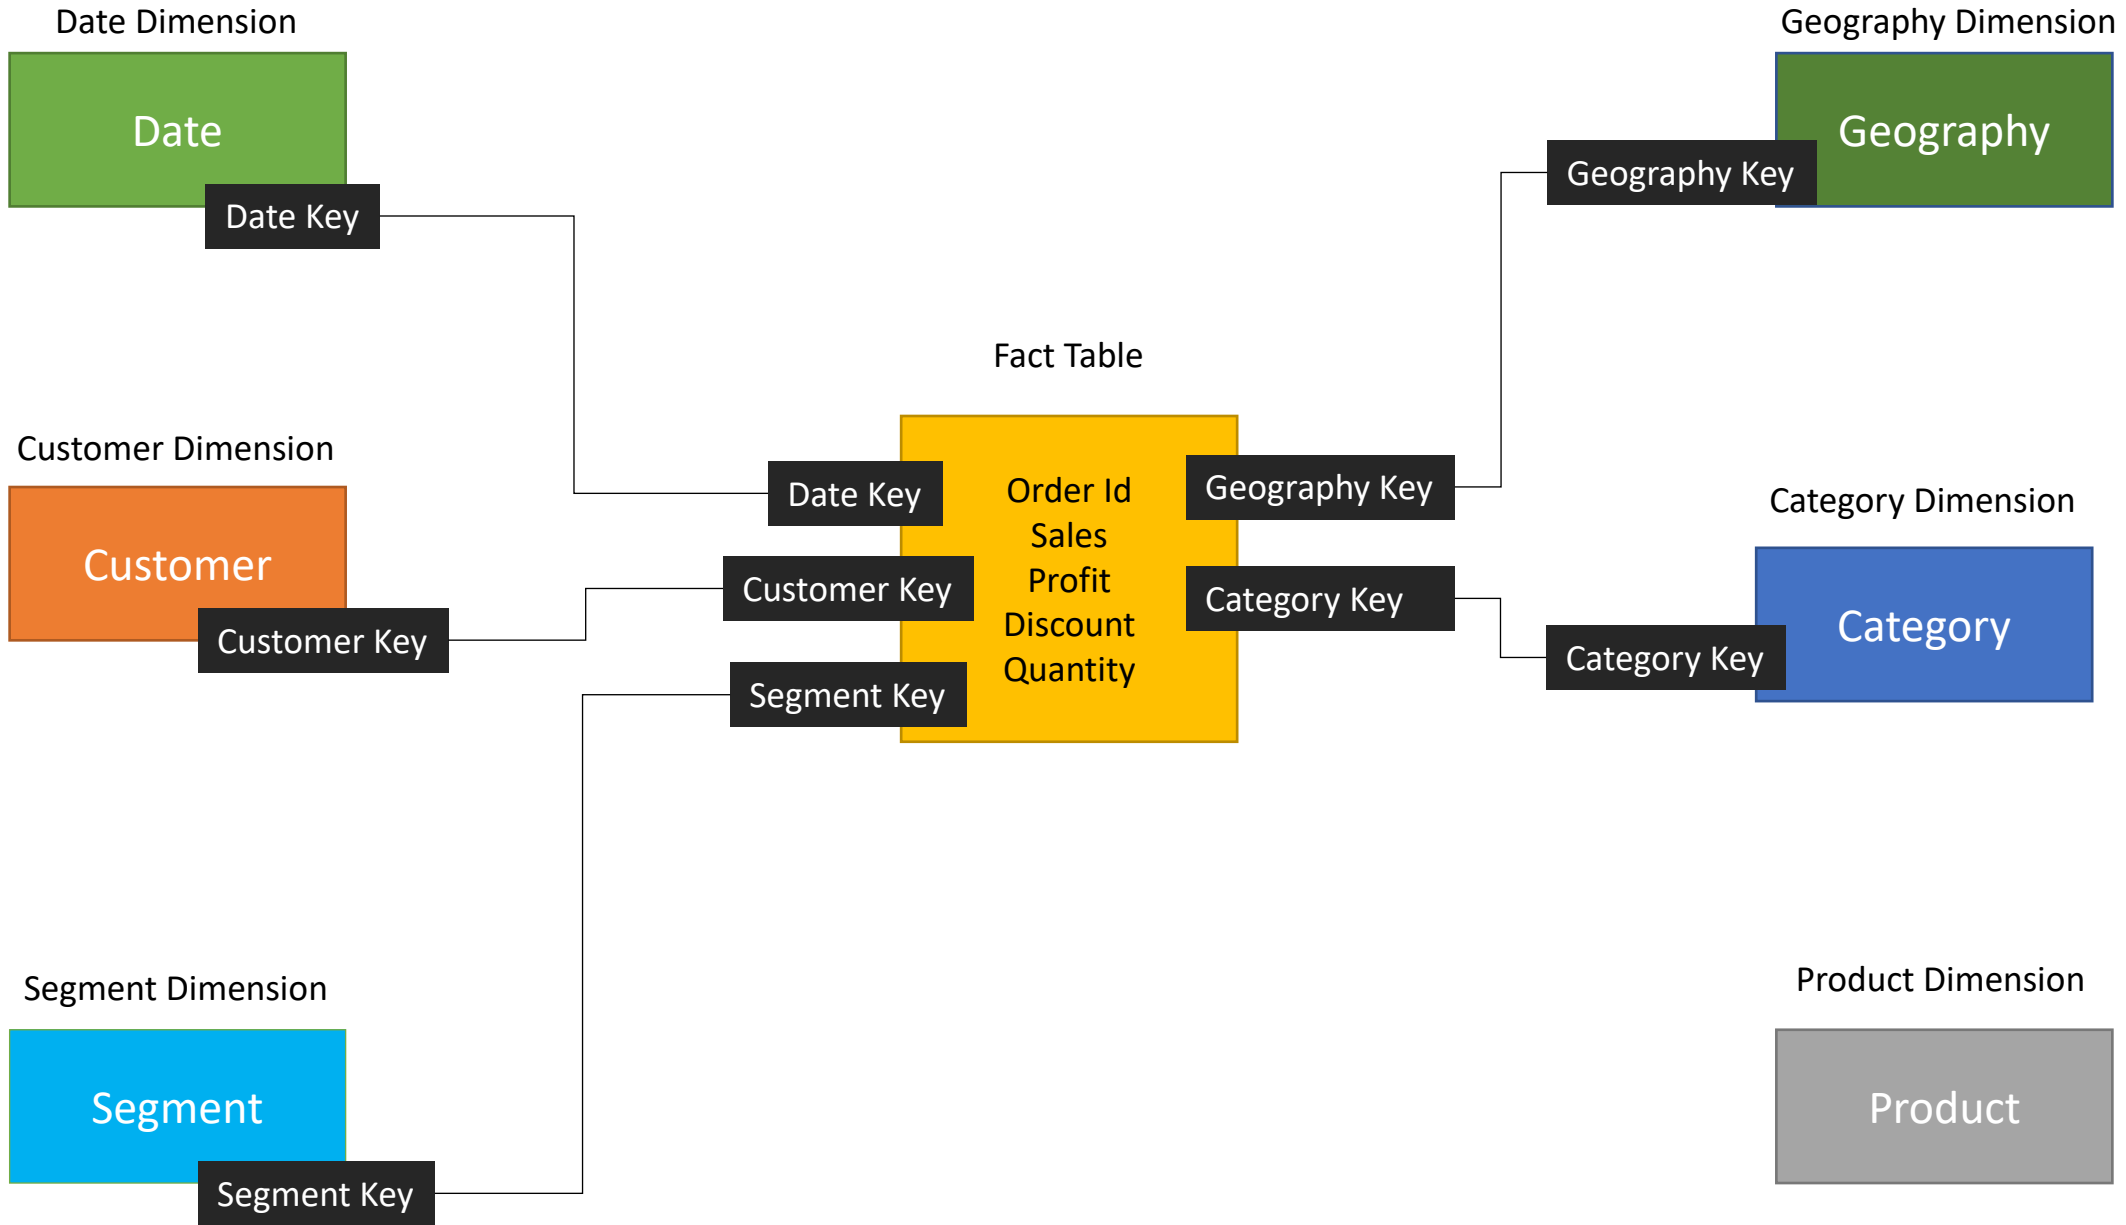 Date Dimension
Date
Date Key
Geography Dimension
Geography
Geography Key
Fact Table
Customer Dimension
Customer
Customer Key
Date Key
Customer Key
Segment Key
Order Id
Sales
Profit
Discount
Quantity
Geography Key
Category Key
Category Dimension
Category
Category Key
Segment Dimension
Segment
Segment Key
Product Dimension
Product